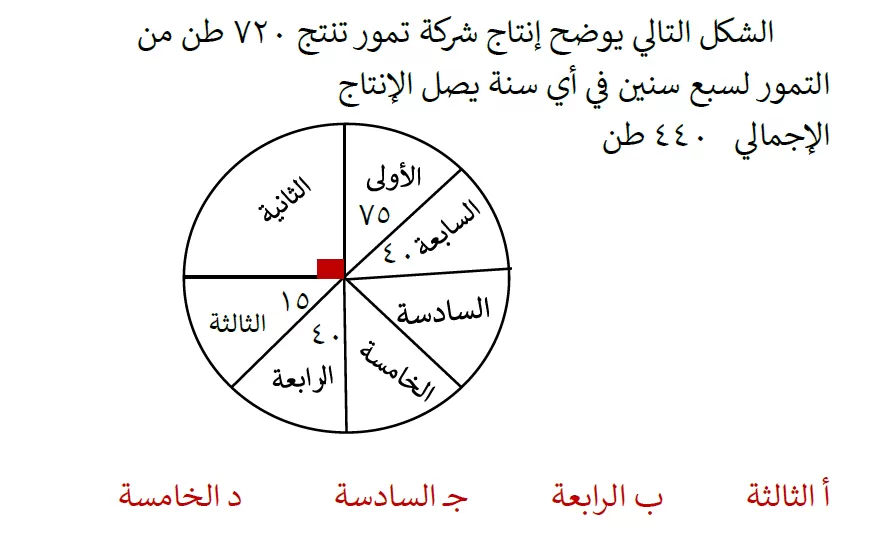 الشكل التالي يوضح إنتاج شركة تمور تنتج ٧٢٠ طن من
التمور لسبع سنين في أي سنة يصل الإنتاج
الإجمالي ٤٤٠ طن
الأولى
٧٥
الثانية
السابعة
٤٠
السادسة
١٥
الثالثة
٤٠
الرابعة
الخامسة
أ الثالثة ب الرابعة جـ السادسة د الخامسة